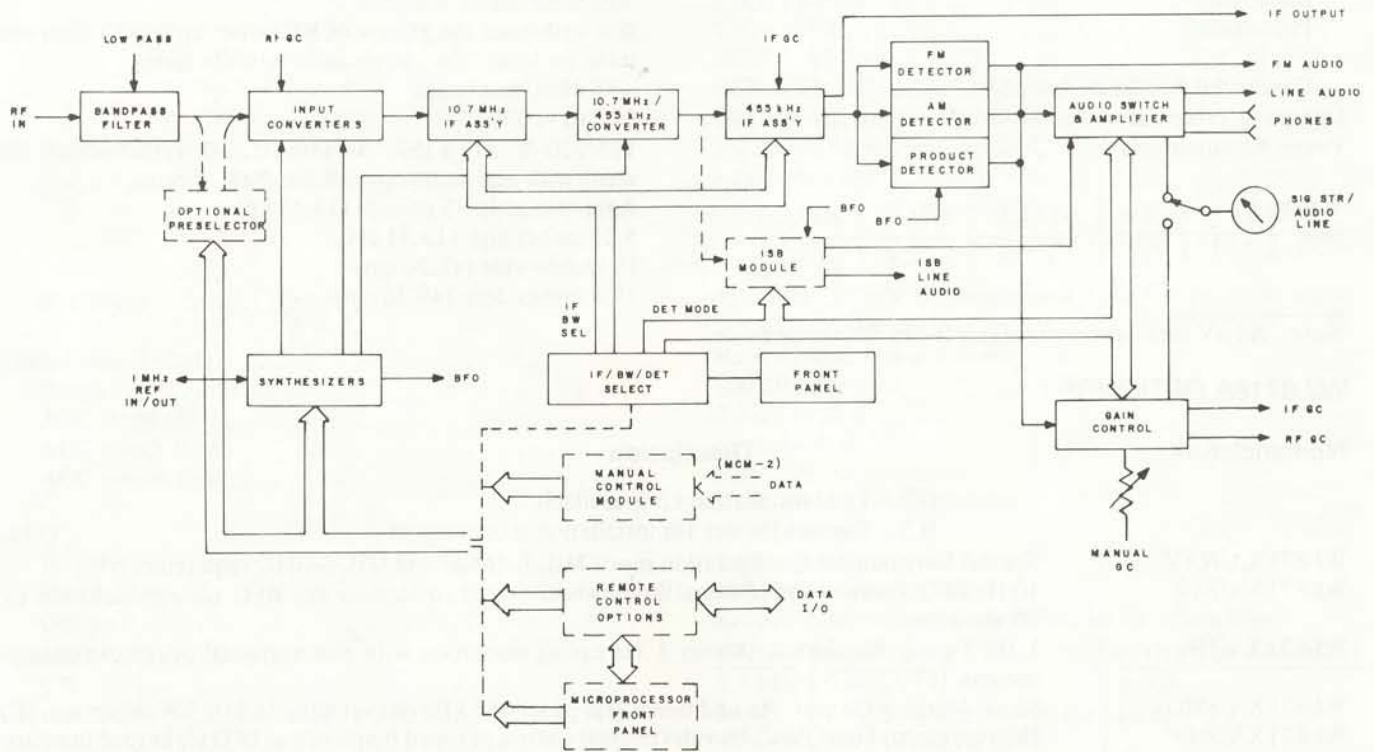 IF OUTPUT
LOW PASS
RF GC
IF GC
FM DETECTOR
FM AUDIO
RF IN
BANDPASS FILTER
INPUT CONVERTERS
10.7 MHz IF ASS'Y
10.7 MHz / 455 kHz CONVERTER
455 kHz IF ASS'Y
AM DETECTOR
AUDIO SWITCH & AMPLIFIER
LINE AUDIO
PHONES
PRODUCT DETECTOR
OPTIONAL PRESELECTOR
BFO
BFO
SIG STR/ AUDIO LINE
ISB MODULE
ISB LINE AUDIO
IF BW SEL
DET MODE
1 MHz REF IN/OUT
SYNTHESIZERS
BFO
IF/BW/DET SELECT
FRONT PANEL
GAIN CONTROL
IF GC
RF GC
MANUAL CONTROL MODULE
(MCM-2)
DATA
MANUAL GC
REMOTE CONTROL OPTIONS
DATA I/O
MICROPROCESSOR FRONT PANEL